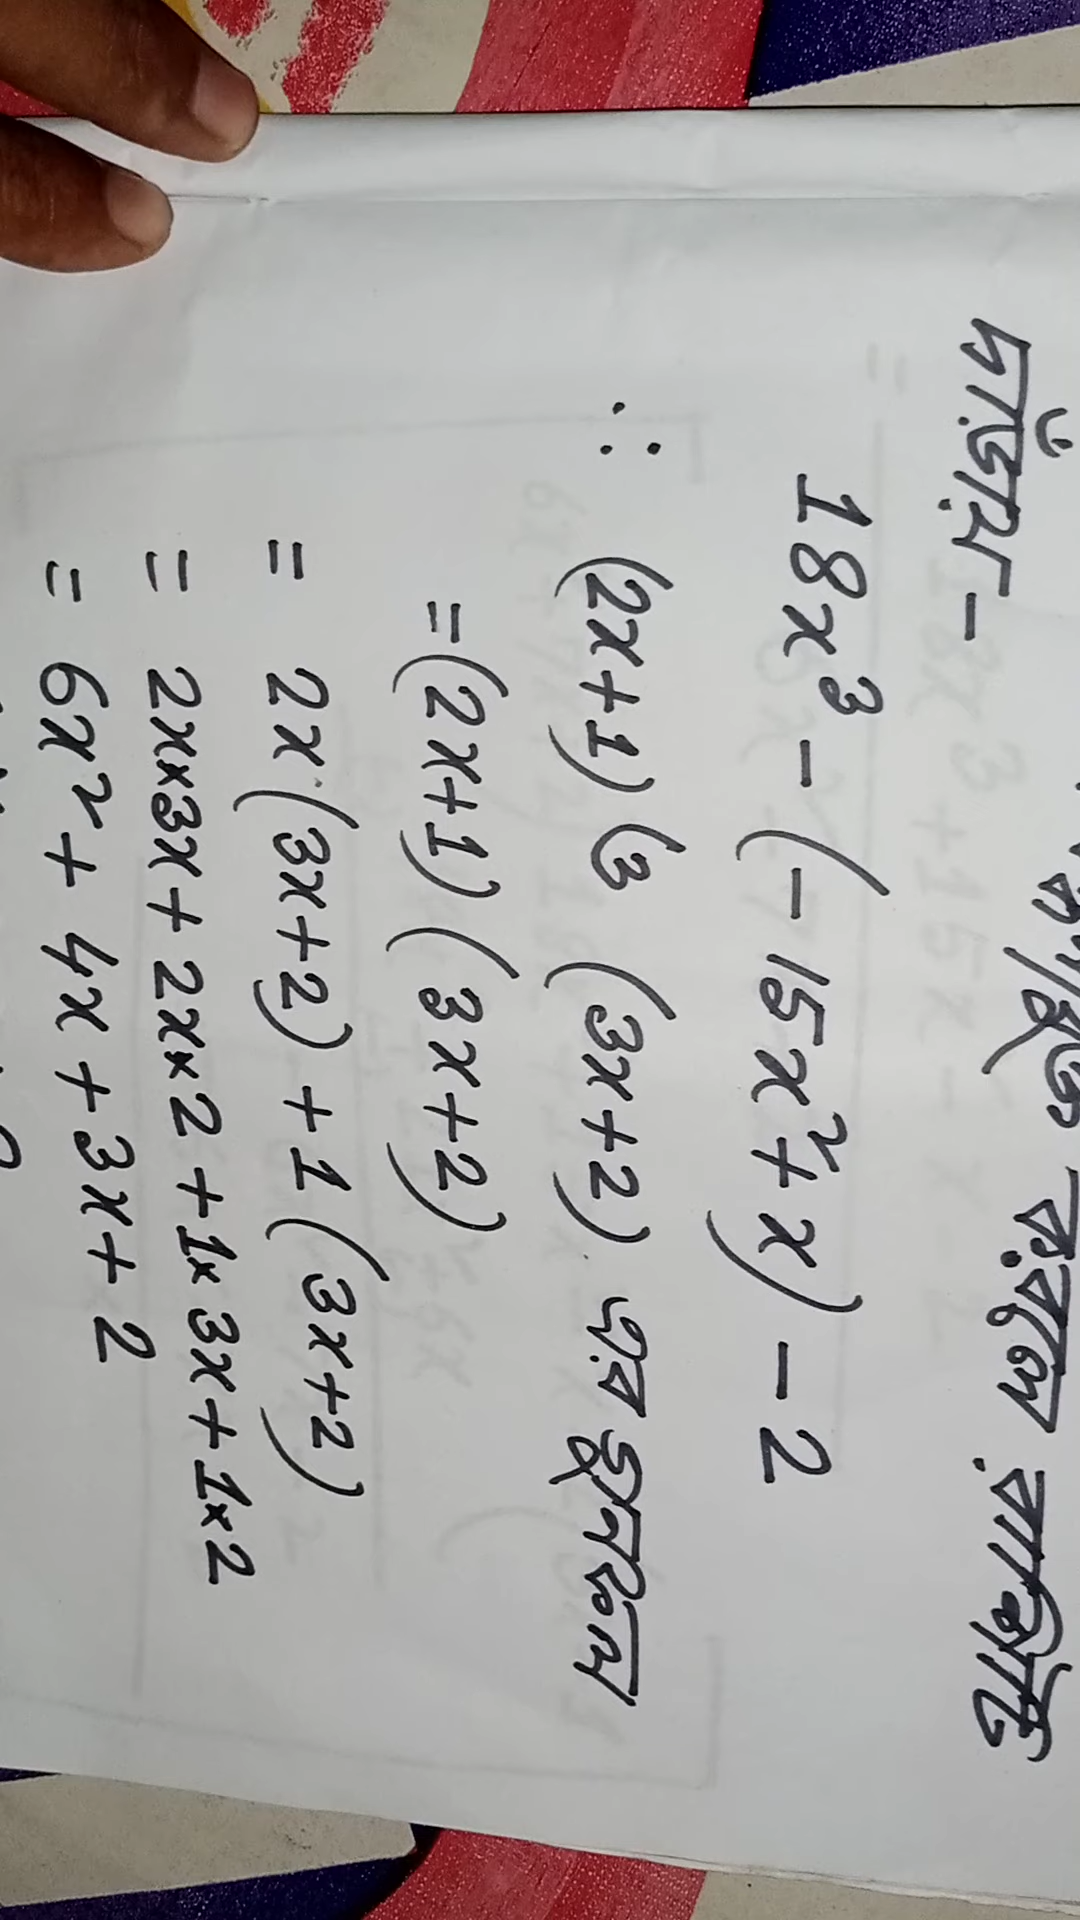 সরল রাশি
দাঁড়ায় -
18x³ - (-15x² + x) - 2
∴ (2x+1) ও (3x+2) এর গুনফল
= (2x+1) (3x+2)
= 2x (3x+2) + 1 (3x+2)
= 2x×3x + 2x×2 + 1×3x + 1×2
= 6x² + 4x + 3x + 2